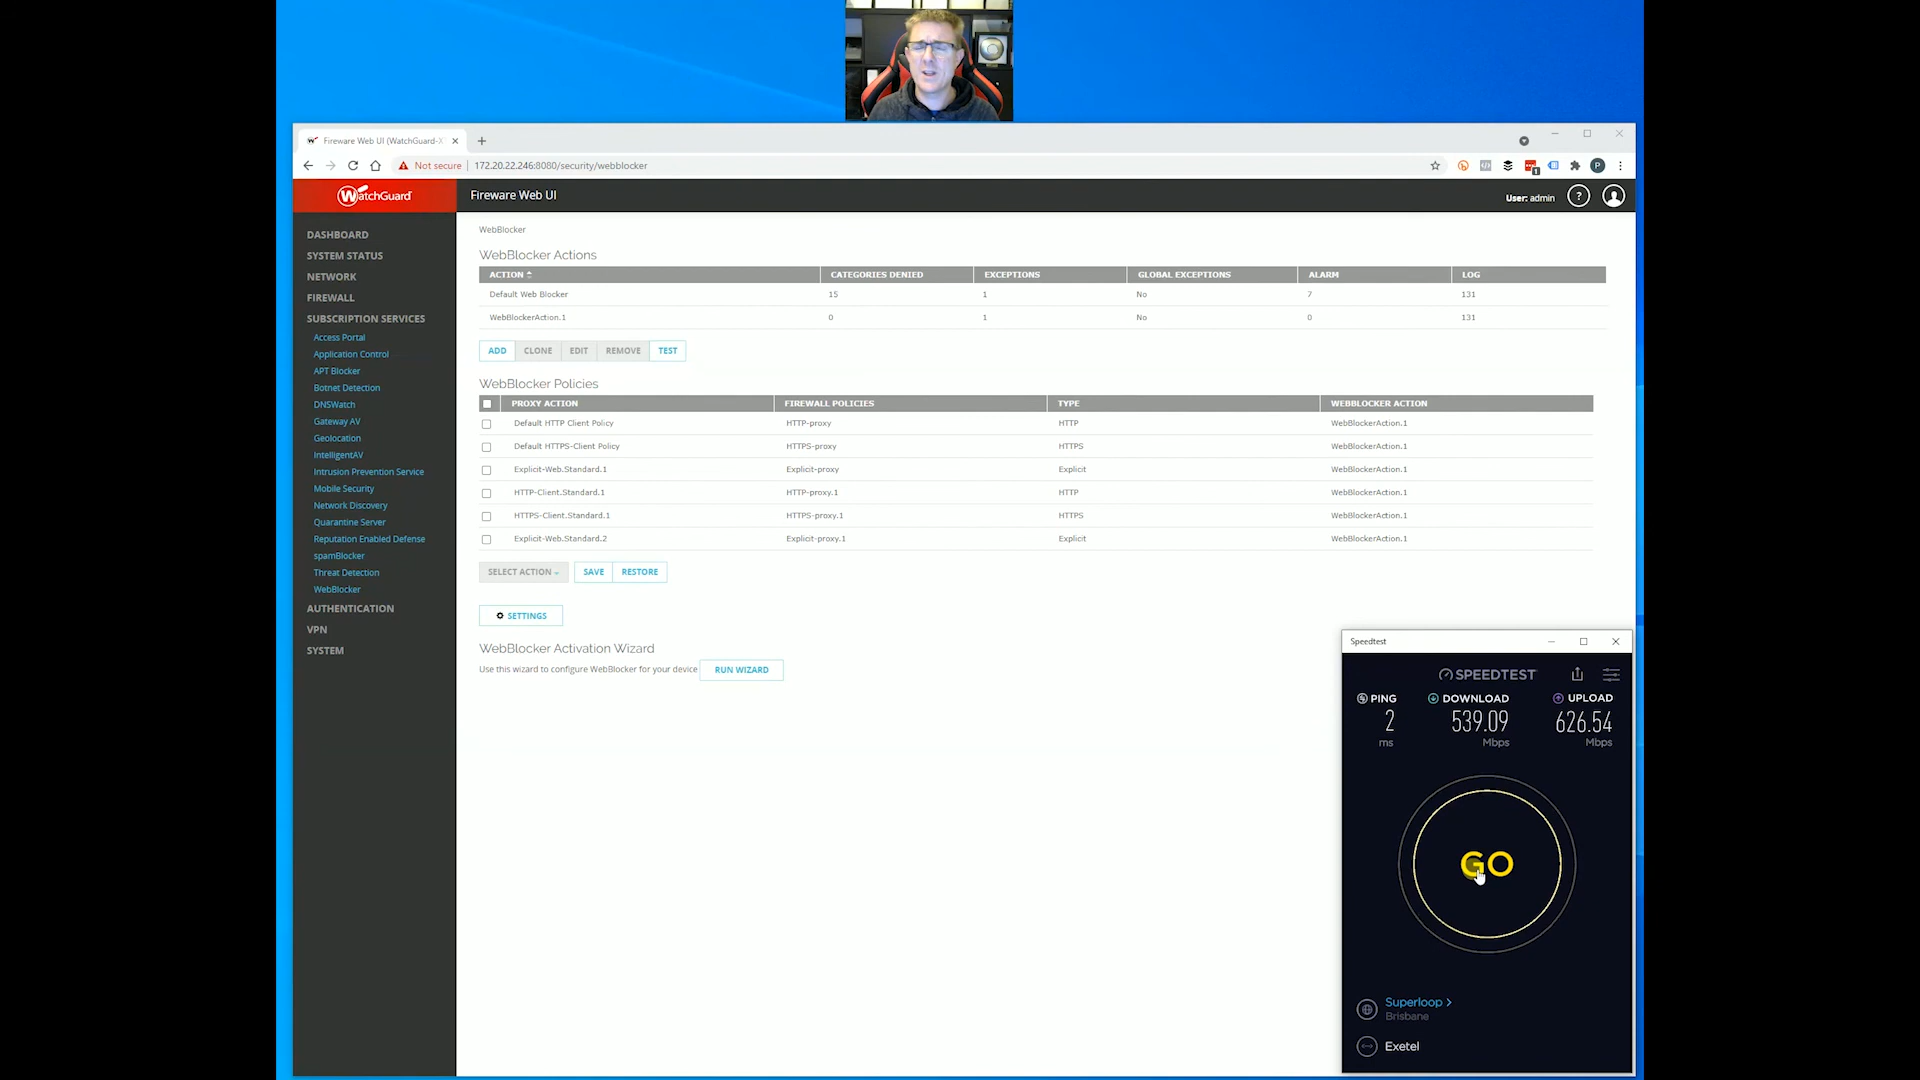 Fireware Web UI (WatchGuard-X
Not secure
172.20.22.246:8080/security/webblocker
WatchGuard
Fireware Web UI
User: admin
?
DASHBOARD
SYSTEM STATUS
NETWORK
FIREWALL
SUBSCRIPTION SERVICES
Access Portal
Application Control
APT Blocker
Botnet Detection
DNSWatch
Gateway AV
Geolocation
IntelligentAV
Intrusion Prevention Service
Mobile Security
Network Discovery
Quarantine Server
Reputation Enabled Defense
spamBlocker
Threat Detection
WebBlocker
AUTHENTICATION
VPN
SYSTEM
WebBlocker
WebBlocker Actions
ACTION CATEGORIES DENIED EXCEPTIONS GLOBAL EXCEPTIONS ALARM LOG
Default Web Blocker 15 1 No 7 131
WebBlockerAction.1 0 1 No 0 131
ADD CLONE EDIT REMOVE TEST
WebBlocker Policies
PROXY ACTION FIREWALL POLICIES TYPE WEBBLOCKER ACTION
Default HTTP Client Policy HTTP-proxy HTTP WebBlockerAction.1
Default HTTPS-Client Policy HTTPS-proxy HTTPS WebBlockerAction.1
Explicit-Web.Standard.1 Explicit-proxy Explicit WebBlockerAction.1
HTTP-Client.Standard.1 HTTP-proxy.1 HTTP WebBlockerAction.1
HTTPS-Client.Standard.1 HTTPS-proxy.1 HTTPS WebBlockerAction.1
Explicit-Web.Standard.2 Explicit-proxy.1 Explicit WebBlockerAction.1
SELECT ACTION SAVE RESTORE
SETTINGS
WebBlocker Activation Wizard
Use this wizard to configure WebBlocker for your device RUN WIZARD
Speedtest
SPEEDTEST
PING DOWNLOAD UPLOAD
2 539.09 626.54
ms Mbps Mbps
GO
Superloop >
Brisbane
Exetel